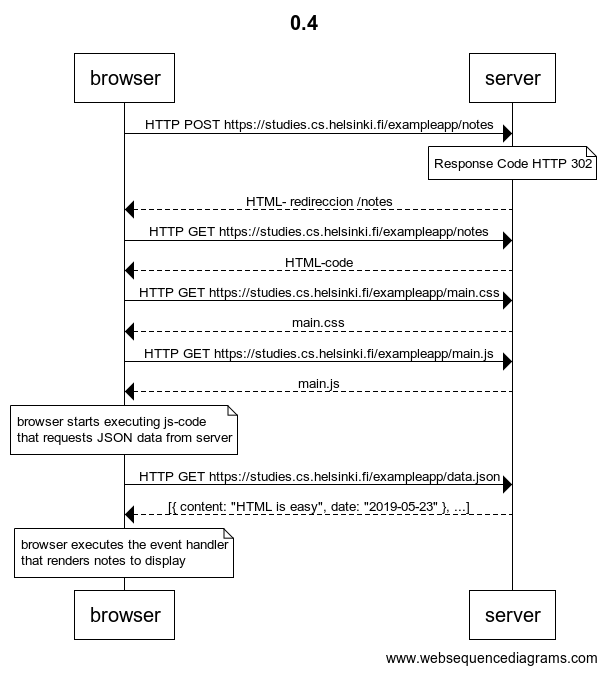 0.4
browser
server
HTTP POST https://studies.cs.helsinki.fi/exampleapp/notes
Response Code HTTP 302
HTML- redireccion /notes
HTTP GET https://studies.cs.helsinki.fi/exampleapp/notes
HTML-code
HTTP GET https://studies.cs.helsinki.fi/exampleapp/main.css
main.css
HTTP GET https://studies.cs.helsinki.fi/exampleapp/main.js
main.js
browser starts executing js-code
that requests JSON data from server
HTTP GET https://studies.cs.helsinki.fi/exampleapp/data.json
[{ content: "HTML is easy", date: "2019-05-23" }, ...]
browser executes the event handler
that renders notes to display
browser
server
www.websequencediagrams.com